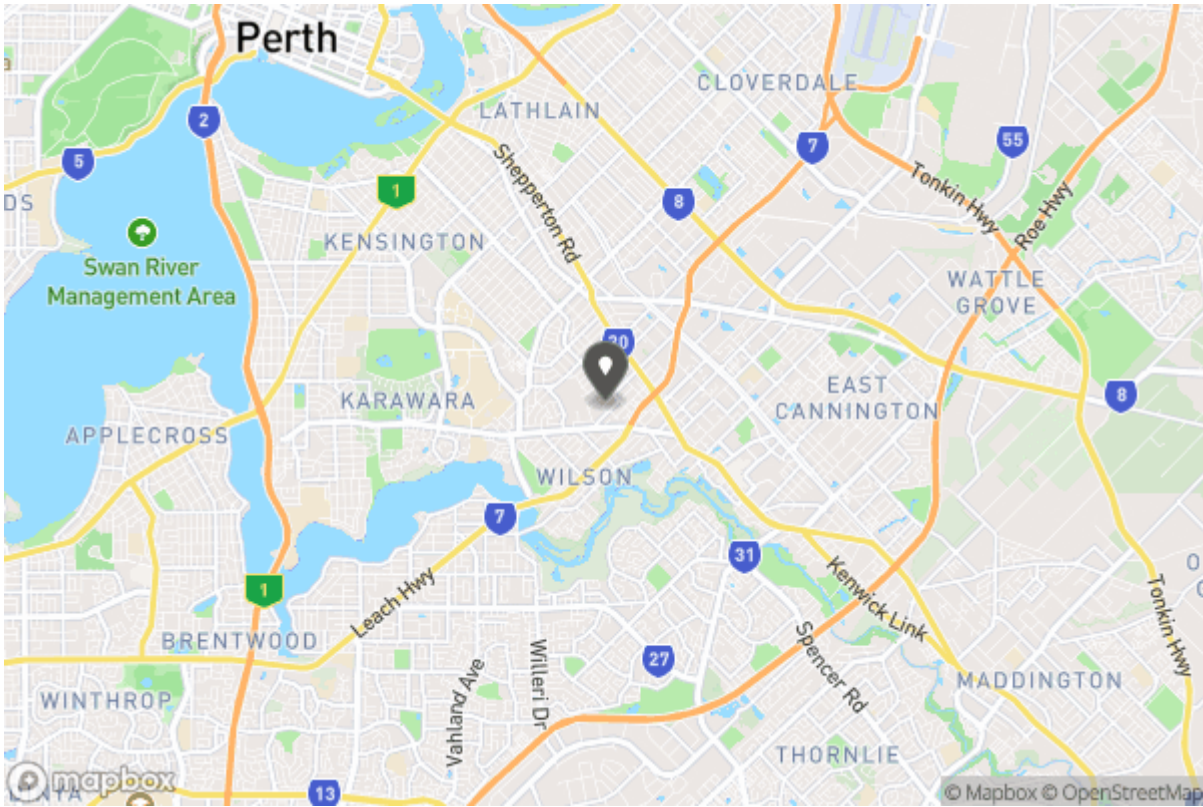 Perth
CLOVERDALE
LATHLAIN
2
7
55
5
Shepperton Rd
Tonkin Hwy
1
8
DS
KENSINGTON
Roe Hwy
Swan River
Management Area
WATTLE
GROVE
20
KARAWARA
EAST
CANNINGTON
8
APPLECROSS
WILSON
7
31
1
Leach Hwy
Kenwick Link
Tonkin Hwy
BRENTWOOD
Willeri Dr
27
Spencer Rd
Vahland Ave
MADDINGTON
WINTHROP
THORNLIE
mapbox
13
© Mapbox © OpenStreetMap